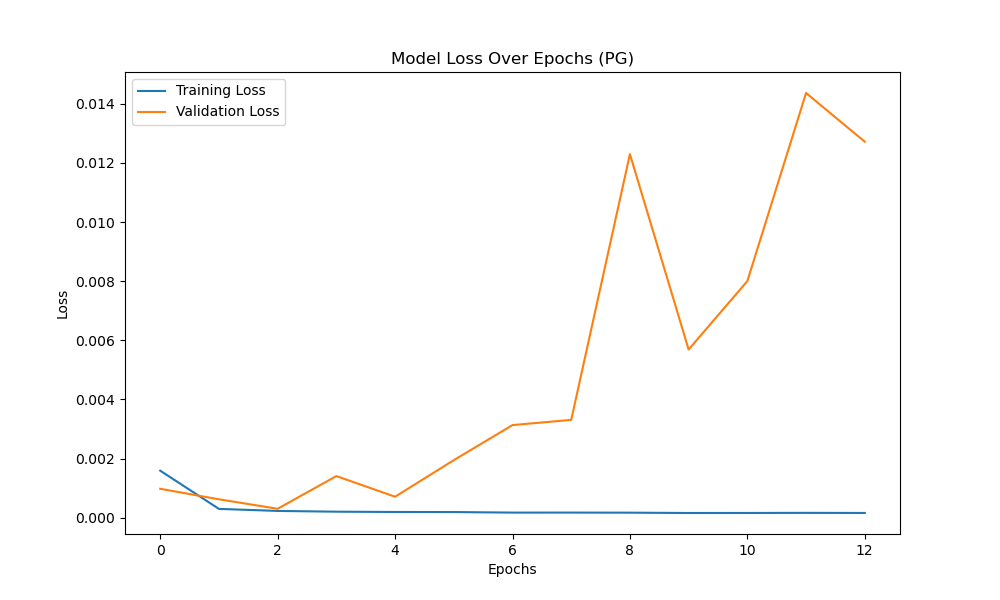 Model Loss Over Epochs (PG)
Training Loss
Validation Loss
0.014
0.012
0.010
0.008
0.006
0.004
0.002
0.000
Loss
0 2 4 6 8 10 12
Epochs